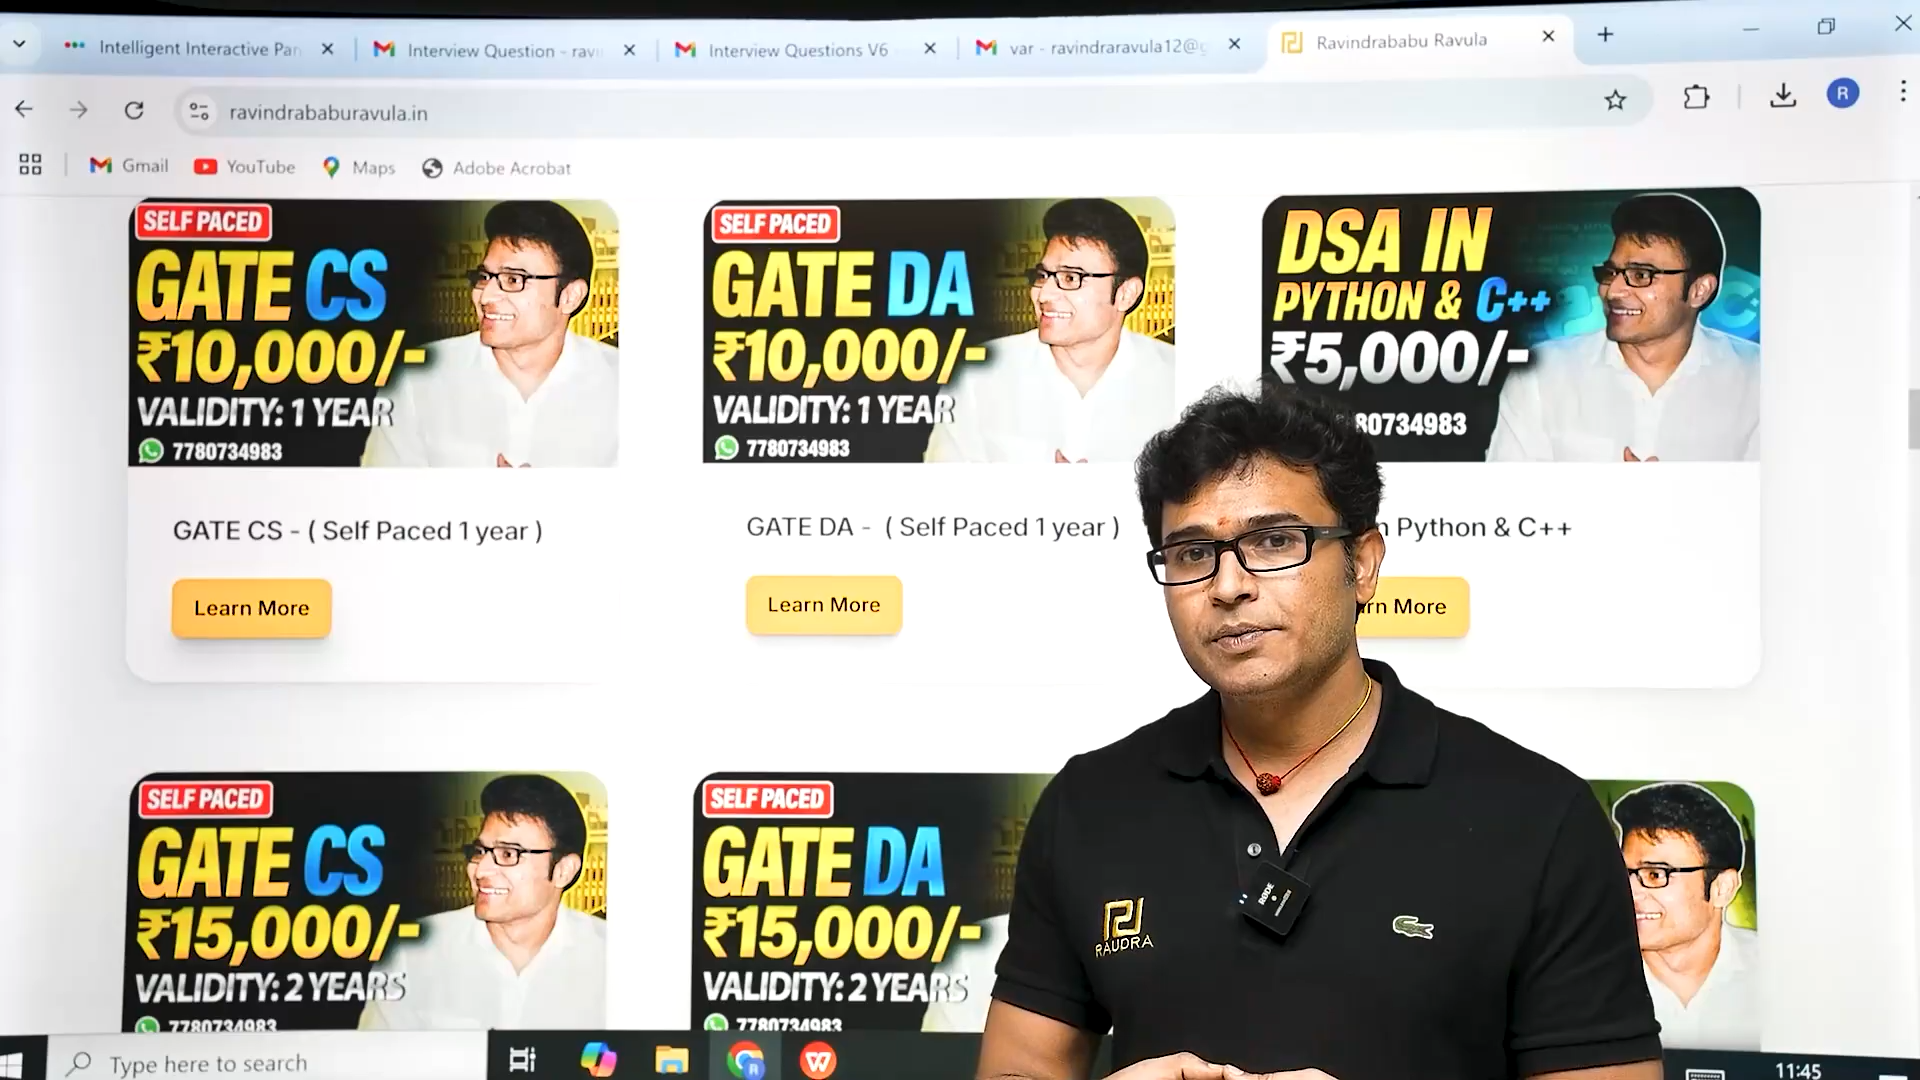 Intelligent Interactive Pan
Interview Question - ravi
Interview Questions V6
var - ravindraravula12@g
Ravindrababu Ravula
R
ravindrababuravula.in
Gmail
YouTube
Maps
Adobe Acrobat
SELF PACED
GATE CS
₹10,000/-
VALIDITY: 1 YEAR
7780734983
SELF PACED
GATE DA
₹10,000/-
VALIDITY: 1 YEAR
7780734983
DSA IN
PYTHON & C++
₹5,000/-
80734983
GATE CS - ( Self Paced 1 year )
GATE DA - ( Self Paced 1 year )
n Python & C++
Learn More
Learn More
rn More
SELF PACED
GATE CS
₹15,000/-
VALIDITY: 2 YEARS
7780734983
SELF PACED
GATE DA
₹15,000/-
VALIDITY: 2 YEARS
7780734983
RAUDRA
RØDE
Type here to search
11:45